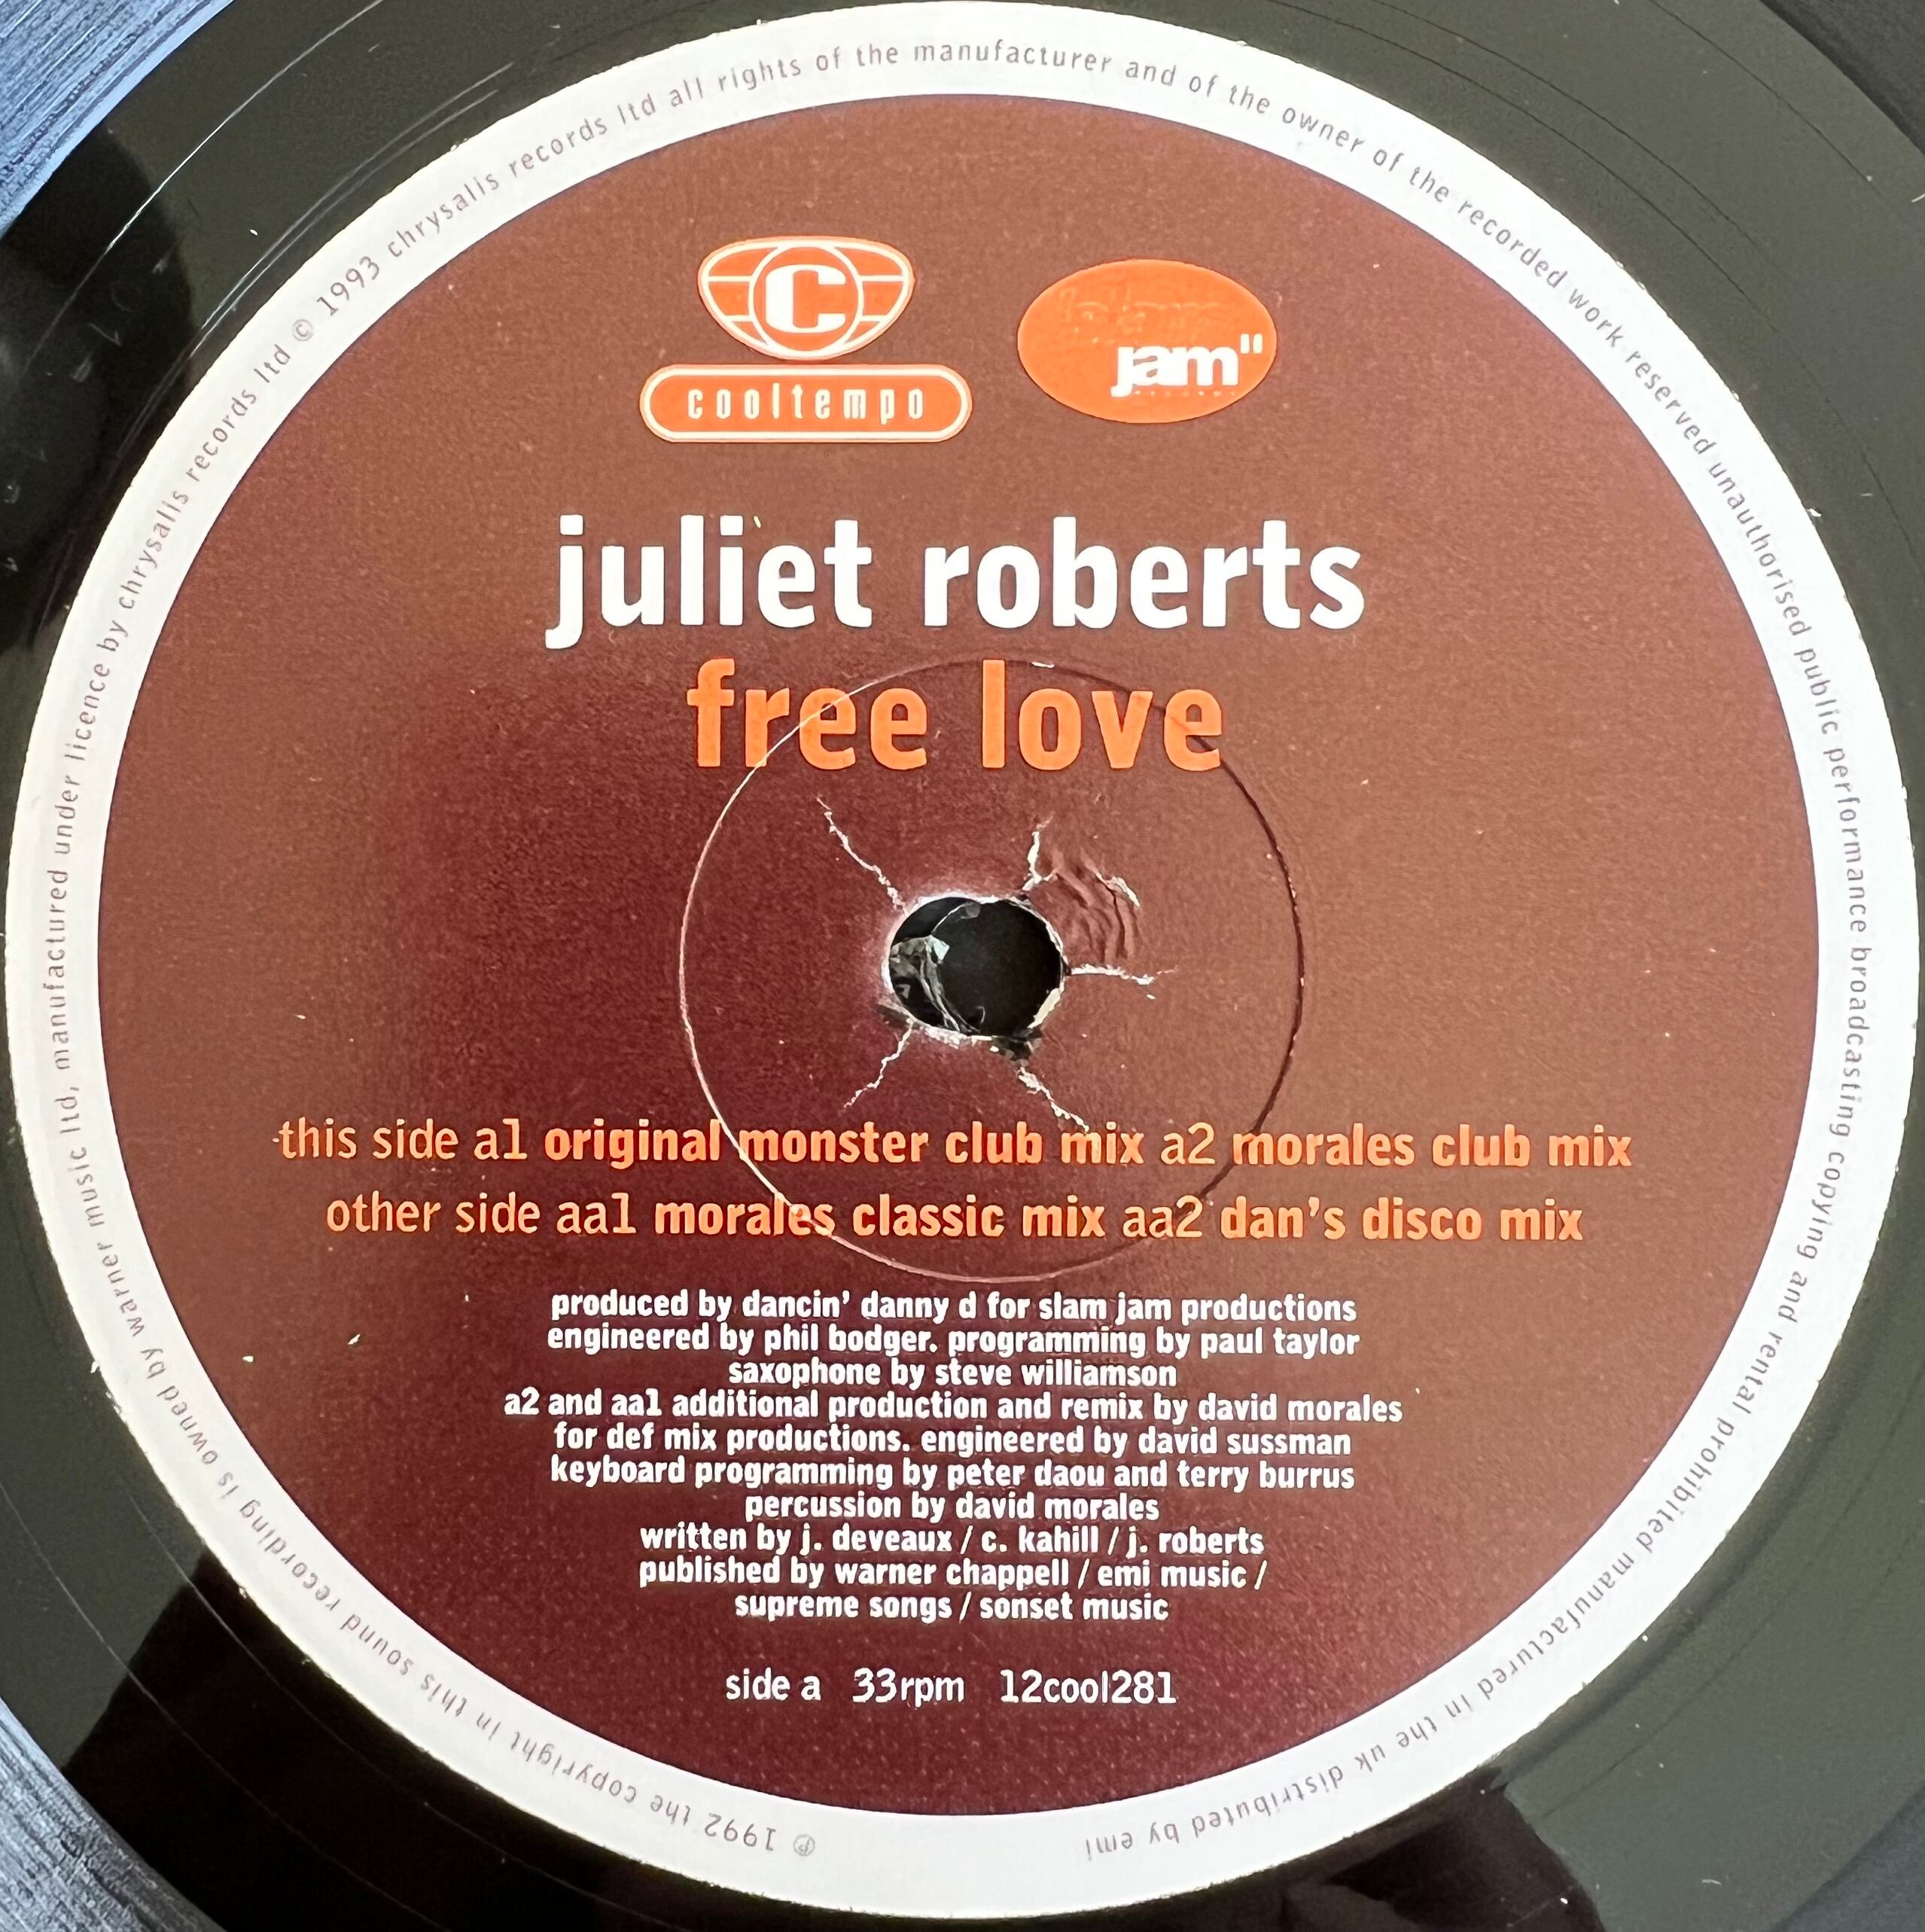 C
cooltempo
jam"
juliet roberts
free love
this side a1 original monster club mix a2 morales club mix
other side aa1 morales classic mix aa2 dan's disco mix
produced by dancin' danny d for slam jam productions
engineered by phil bodger. programming by paul taylor
saxophone by steve williamson
a2 and aa1 additional production and remix by david morales
for def mix productions. engineered by david sussman
keyboard programming by peter daou and terry burrus
percussion by david morales
written by j. deveaux / c. kahill / j. roberts
published by warner chappell / emi music /
supreme songs / sonset music
side a 33rpm 12cool281
℗ 1992 the copyright in this sound recording is owned by warner music ltd, manufactured under licence by chrysalis records ltd © 1993 chrysalis records ltd all rights of the manufacturer and of the owner of the recorded work reserved unauthorised public performance broadcasting copying and rental prohibited manufactured in the uk distributed by emi